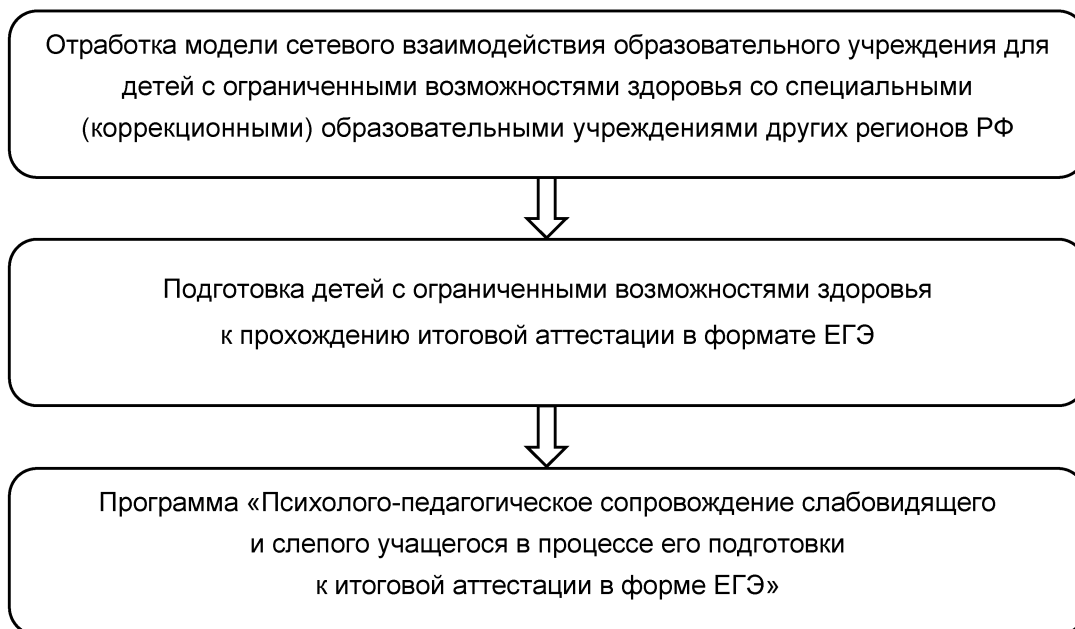 Отработка модели сетевого взаимодействия образовательного учреждения для
детей с ограниченными возможностями здоровья со специальными
(коррекционными) образовательными учреждениями других регионов РФ
Подготовка детей с ограниченными возможностями здоровья
к прохождению итоговой аттестации в формате ЕГЭ
Программа «Психолого-педагогическое сопровождение слабовидящего
и слепого учащегося в процессе его подготовки
к итоговой аттестации в форме ЕГЭ»